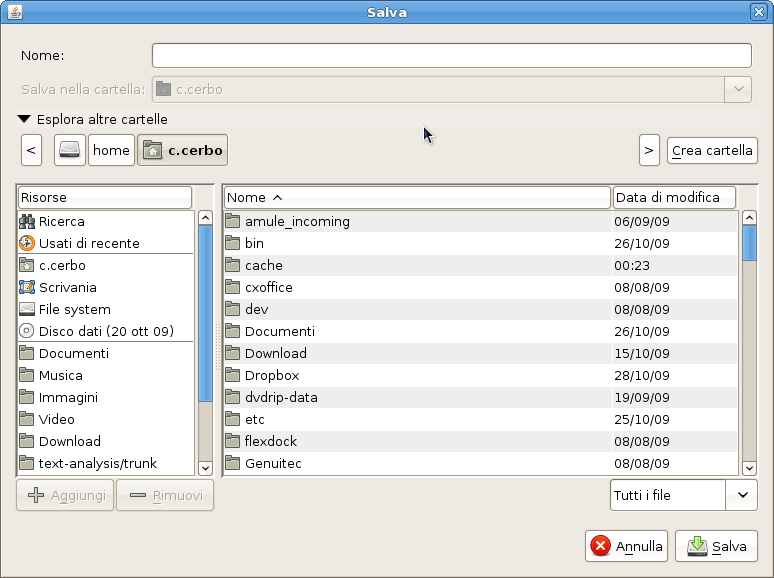 Salva
Nome:
Salva nella cartella: c.cerbo
Esplora altre cartelle
< home c.cerbo > Crea cartella
Risorse
Ricerca
Usati di recente
c.cerbo
Scrivania
File system
Disco dati (20 ott 09)
Documenti
Musica
Immagini
Video
Download
text-analysis/trunk
Nome Data di modifica
amule_incoming 06/09/09
bin 26/10/09
cache 00:23
cxoffice 08/08/09
dev 08/08/09
Documenti 26/10/09
Download 15/10/09
Dropbox 28/10/09
dvdrip-data 19/09/09
etc 25/10/09
flexdock 08/08/09
Genuitec 08/08/09
Aggiungi Rimuovi Tutti i file
Annulla Salva